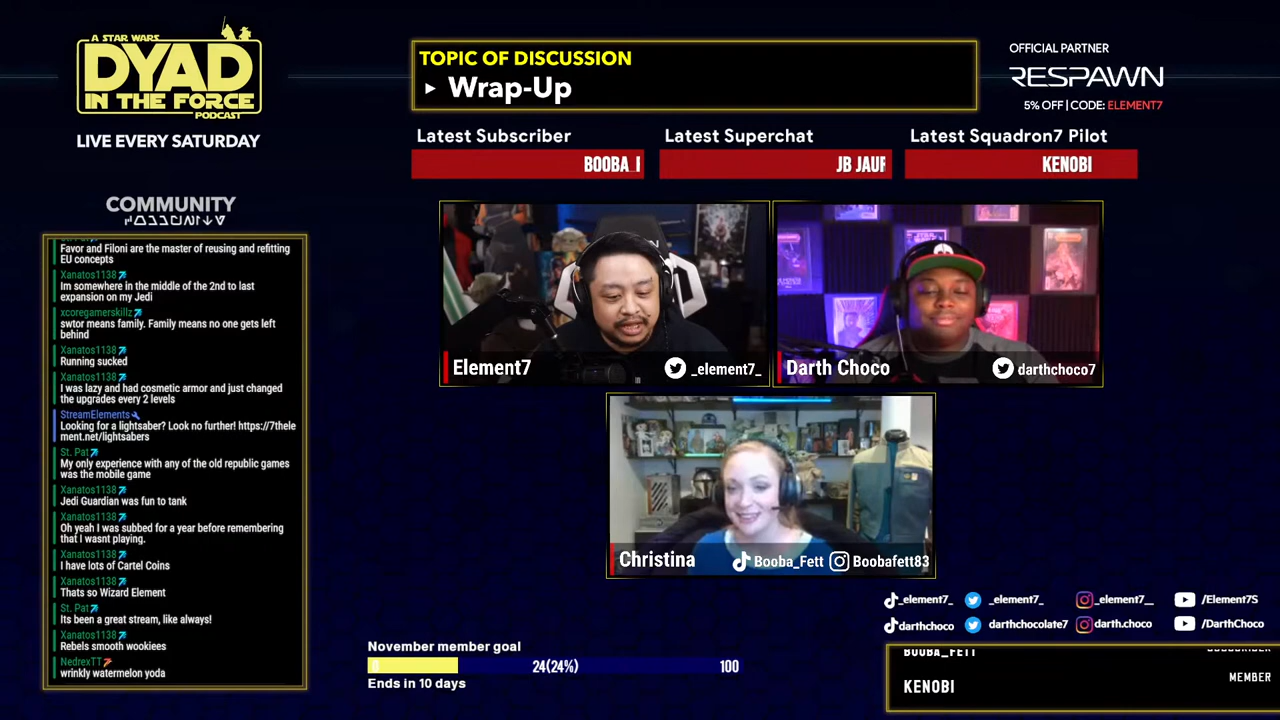 A STAR WARS
DYAD
IN THE FORCE
PODCAST
LIVE EVERY SATURDAY
TOPIC OF DISCUSSION
Wrap-Up
OFFICIAL PARTNER
RESPAWN
5% OFF | CODE: ELEMENT7
Latest Subscriber
Latest Superchat
Latest Squadron7 Pilot
BOOBA_
JB
KENOBI
COMMUNITY
Favor and Filoni are the master of reusing and refitting
EU concepts
Xanatos1138
Im somewhere in the middle of the 2nd to last
expansion on my Jedi
xcoregamerskillz
swtor means family. Family means no one gets left
behind
Xanatos1138
Running sucked
Xanatos1138
I was lazy and had cosmetic armor and just changed
the upgrades every 2 levels
StreamElements
Looking for a lightsaber? Look no further! https://7thele
ment.net/lightsabers
St. Pat
My only experience with any of the old republic games
was the mobile game
Xanatos1138
Jedi Guardian was fun to tank
Xanatos1138
Oh yeah I was subbed for a year before remembering
that I wasnt playing.
Xanatos1138
I have lots of Cartel Coins
Xanatos1138
Thats so Wizard Element
St. Pat
Its been a great stream, like always!
Xanatos1138
Rebels smooth wookiees
NedrexTT
wrinkly watermelon yoda
Element7
_element7_
Darth Choco
darthchoco7
Christina
Booba_Fett
Boobafett83
November member goal
0
24(24%)
100
Ends in 10 days
_element7_
_element7_
_element7__
/Element7S
darthchoco
darthchocolate7
darth.choco
/DarthChoco
BOOBA_FETT
KENOBI
MEMBER